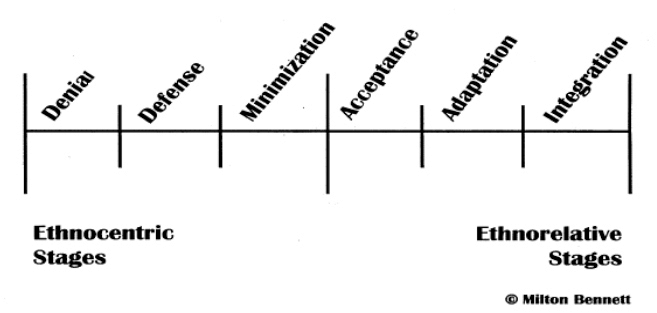 Denial
Defense
Minimization
Acceptance
Adaptation
Integration
Ethnocentric
Stages
Ethnorelative
Stages
© Milton Bennett